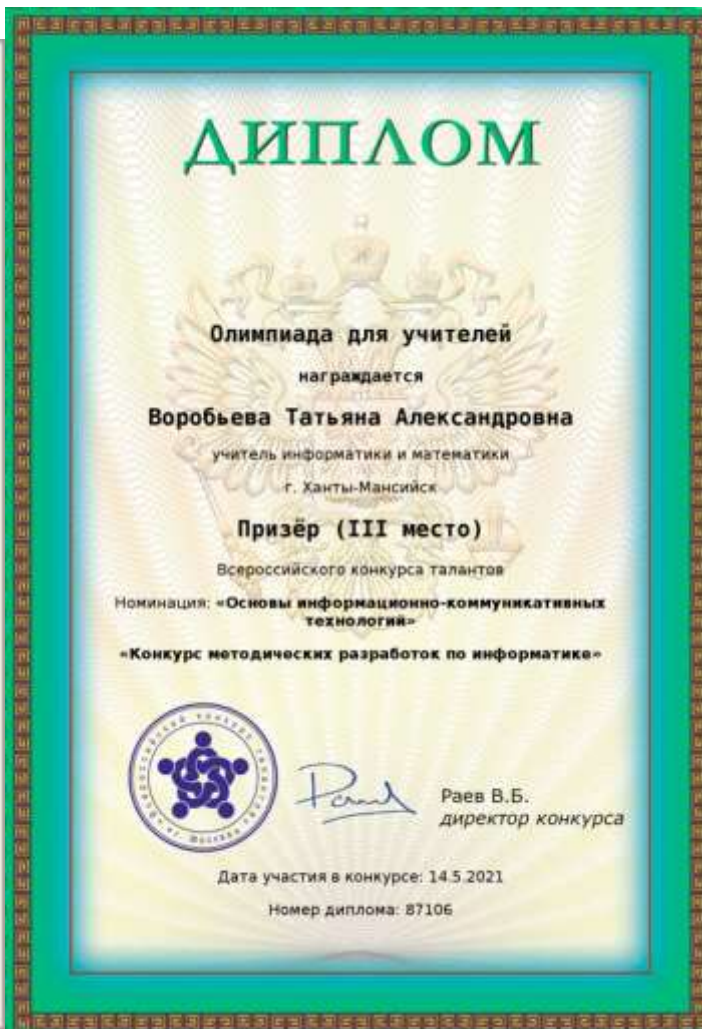 ДИПЛОМ
Олимпиада для учителей
награждается
Воробьева Татьяна Александровна
учитель информатики и математики
г. Ханты-Мансийск
Призёр (III место)
Всероссийского конкурса талантов
Номинация: «Основы информационно-коммуникативных
технологий»
«Конкурс методических разработок по информатике»
Раев В.Б.
директор конкурса
Дата участия в конкурсе: 14.5.2021
Номер диплома: 87106